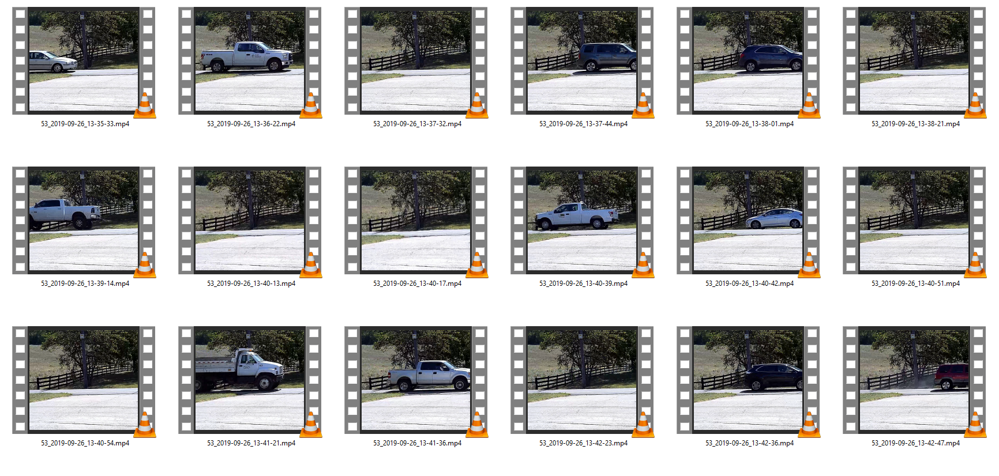 53_2019-09-26_13-35-33.mp4
53_2019-09-26_13-36-22.mp4
53_2019-09-26_13-37-32.mp4
53_2019-09-26_13-37-44.mp4
53_2019-09-26_13-38-01.mp4
53_2019-09-26_13-38-21.mp4
53_2019-09-26_13-39-14.mp4
53_2019-09-26_13-40-13.mp4
53_2019-09-26_13-40-17.mp4
53_2019-09-26_13-40-39.mp4
53_2019-09-26_13-40-42.mp4
53_2019-09-26_13-40-51.mp4
53_2019-09-26_13-40-54.mp4
53_2019-09-26_13-41-21.mp4
53_2019-09-26_13-41-36.mp4
53_2019-09-26_13-42-23.mp4
53_2019-09-26_13-42-36.mp4
53_2019-09-26_13-42-47.mp4